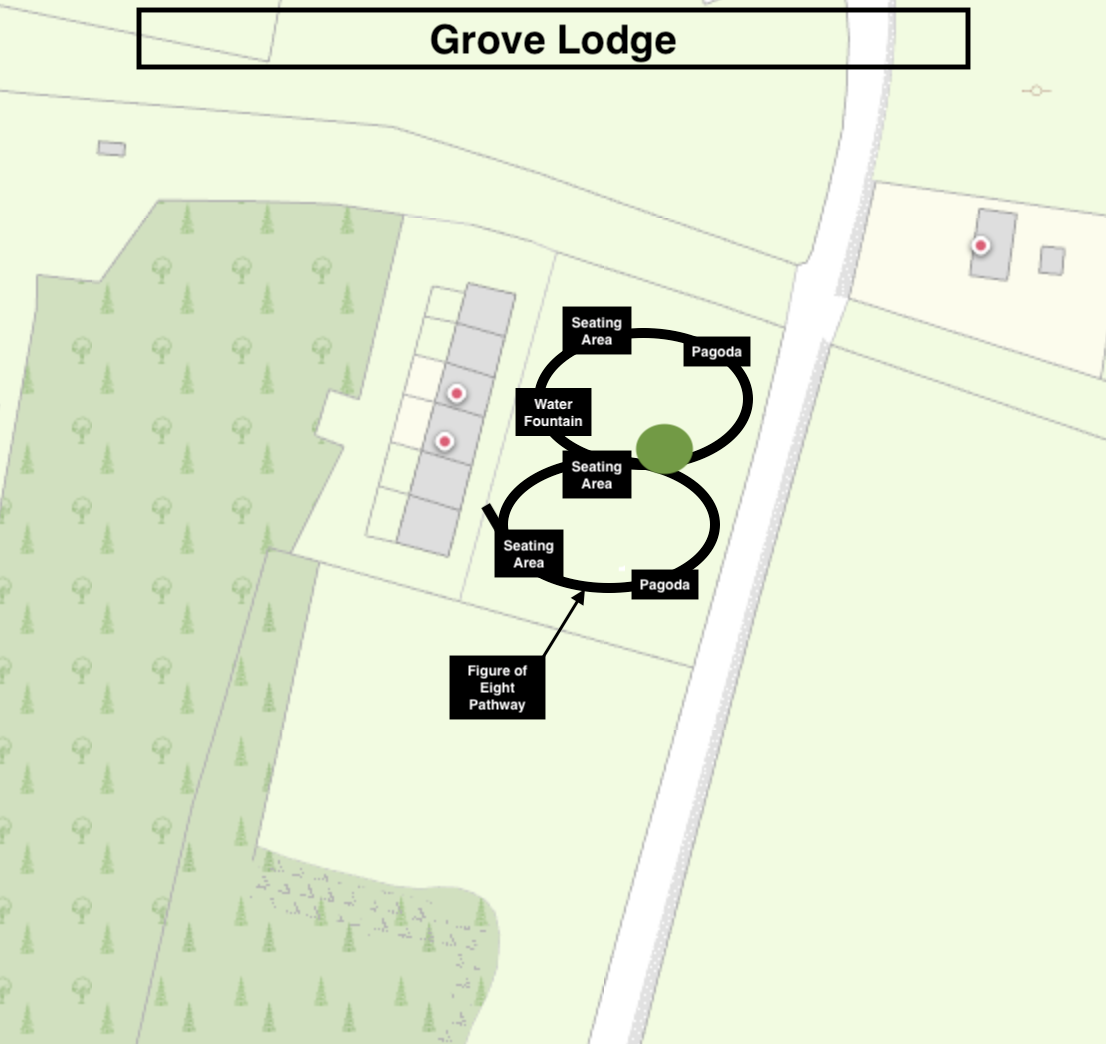 Grove Lodge
Seating
Area
Pagoda
Water
Fountain
Seating
Area
Seating
Area
Pagoda
Figure of
Eight
Pathway